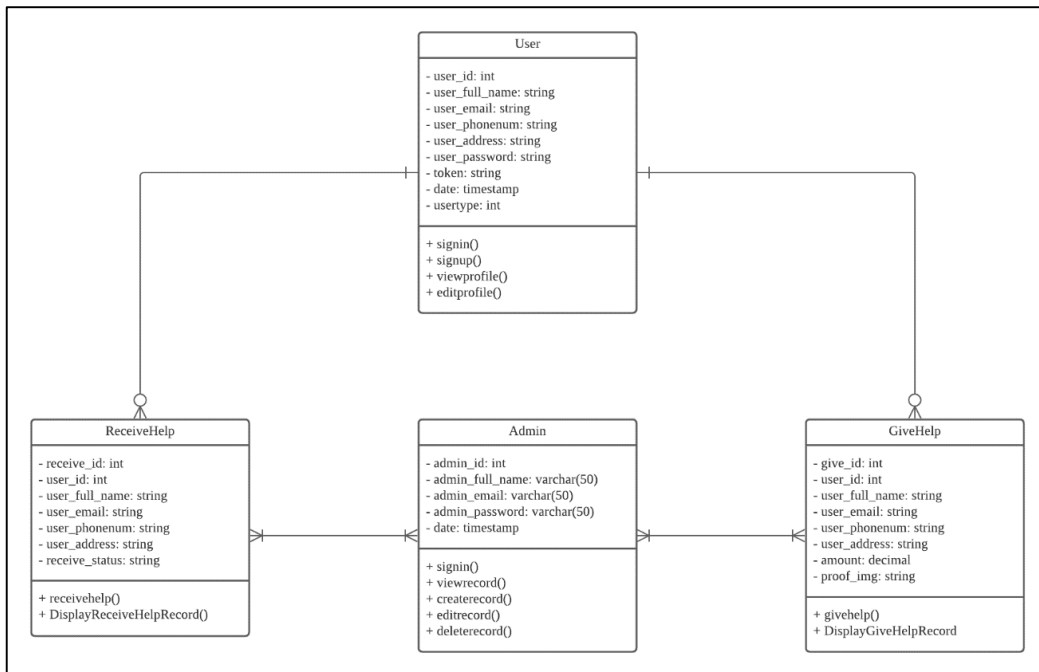 User
- user_id: int
- user_full_name: string
- user_email: string
- user_phonenum: string
- user_address: string
- user_password: string
- token: string
- date: timestamp
- usertype: int
+ signin()
+ signup()
+ viewprofile()
+ editprofile()
ReceiveHelp
- receive_id: int
- user_id: int
- user_full_name: string
- user_email: string
- user_phonenum: string
- user_address: string
- receive_status: string
+ receivehelp()
+ DisplayReceiveHelpRecord()
Admin
- admin_id: int
- admin_full_name: varchar(50)
- admin_email: varchar(50)
- admin_password: varchar(50)
- date: timestamp
+ signin()
+ viewrecord()
+ createrecord()
+ editrecord()
+ deleterecord()
GiveHelp
- give_id: int
- user_id: int
- user_full_name: string
- user_email: string
- user_phonenum: string
- user_address: string
- amount: decimal
- proof_img: string
+ givehelp()
+ DisplayGiveHelpRecord